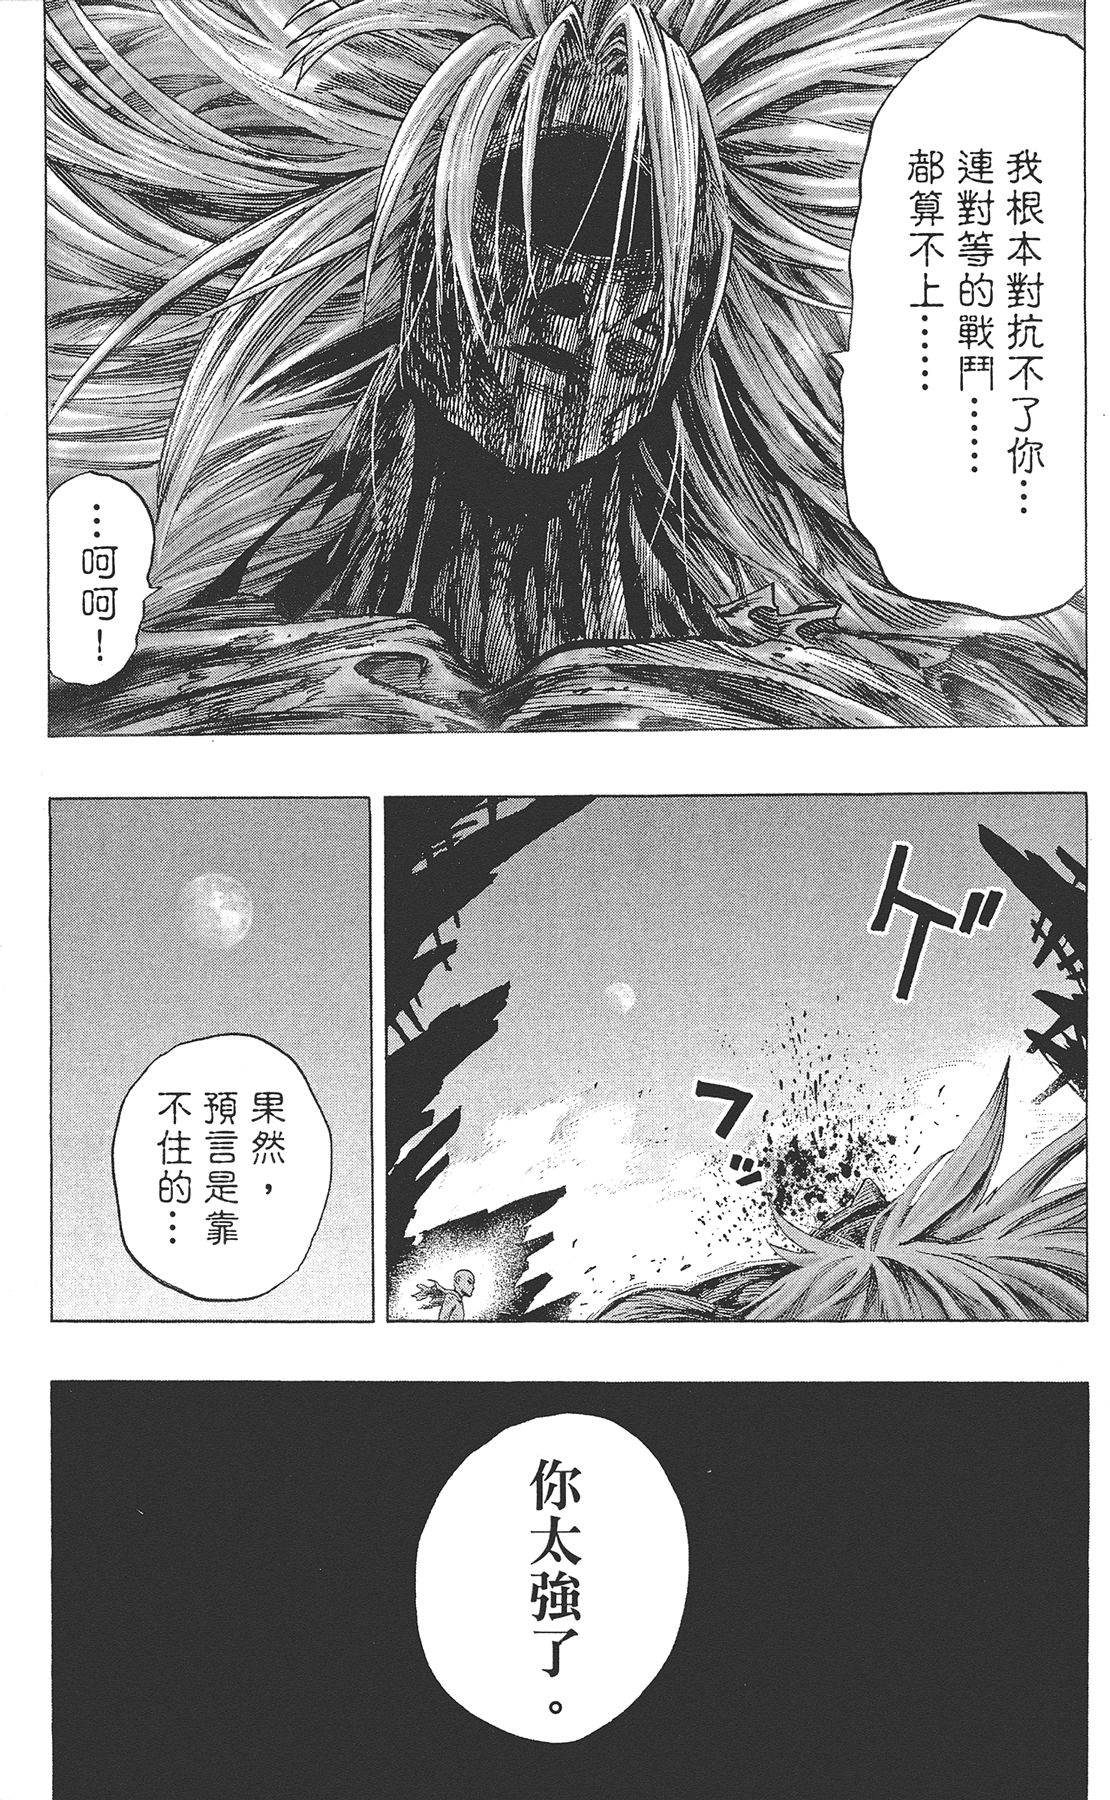 我根本對抗不了你…
連對等的戰鬥………
都算不上……
…呵呵！
ゲ
ヅ
フ
ッ
果然，
預言是靠
不住的…
你太強了。